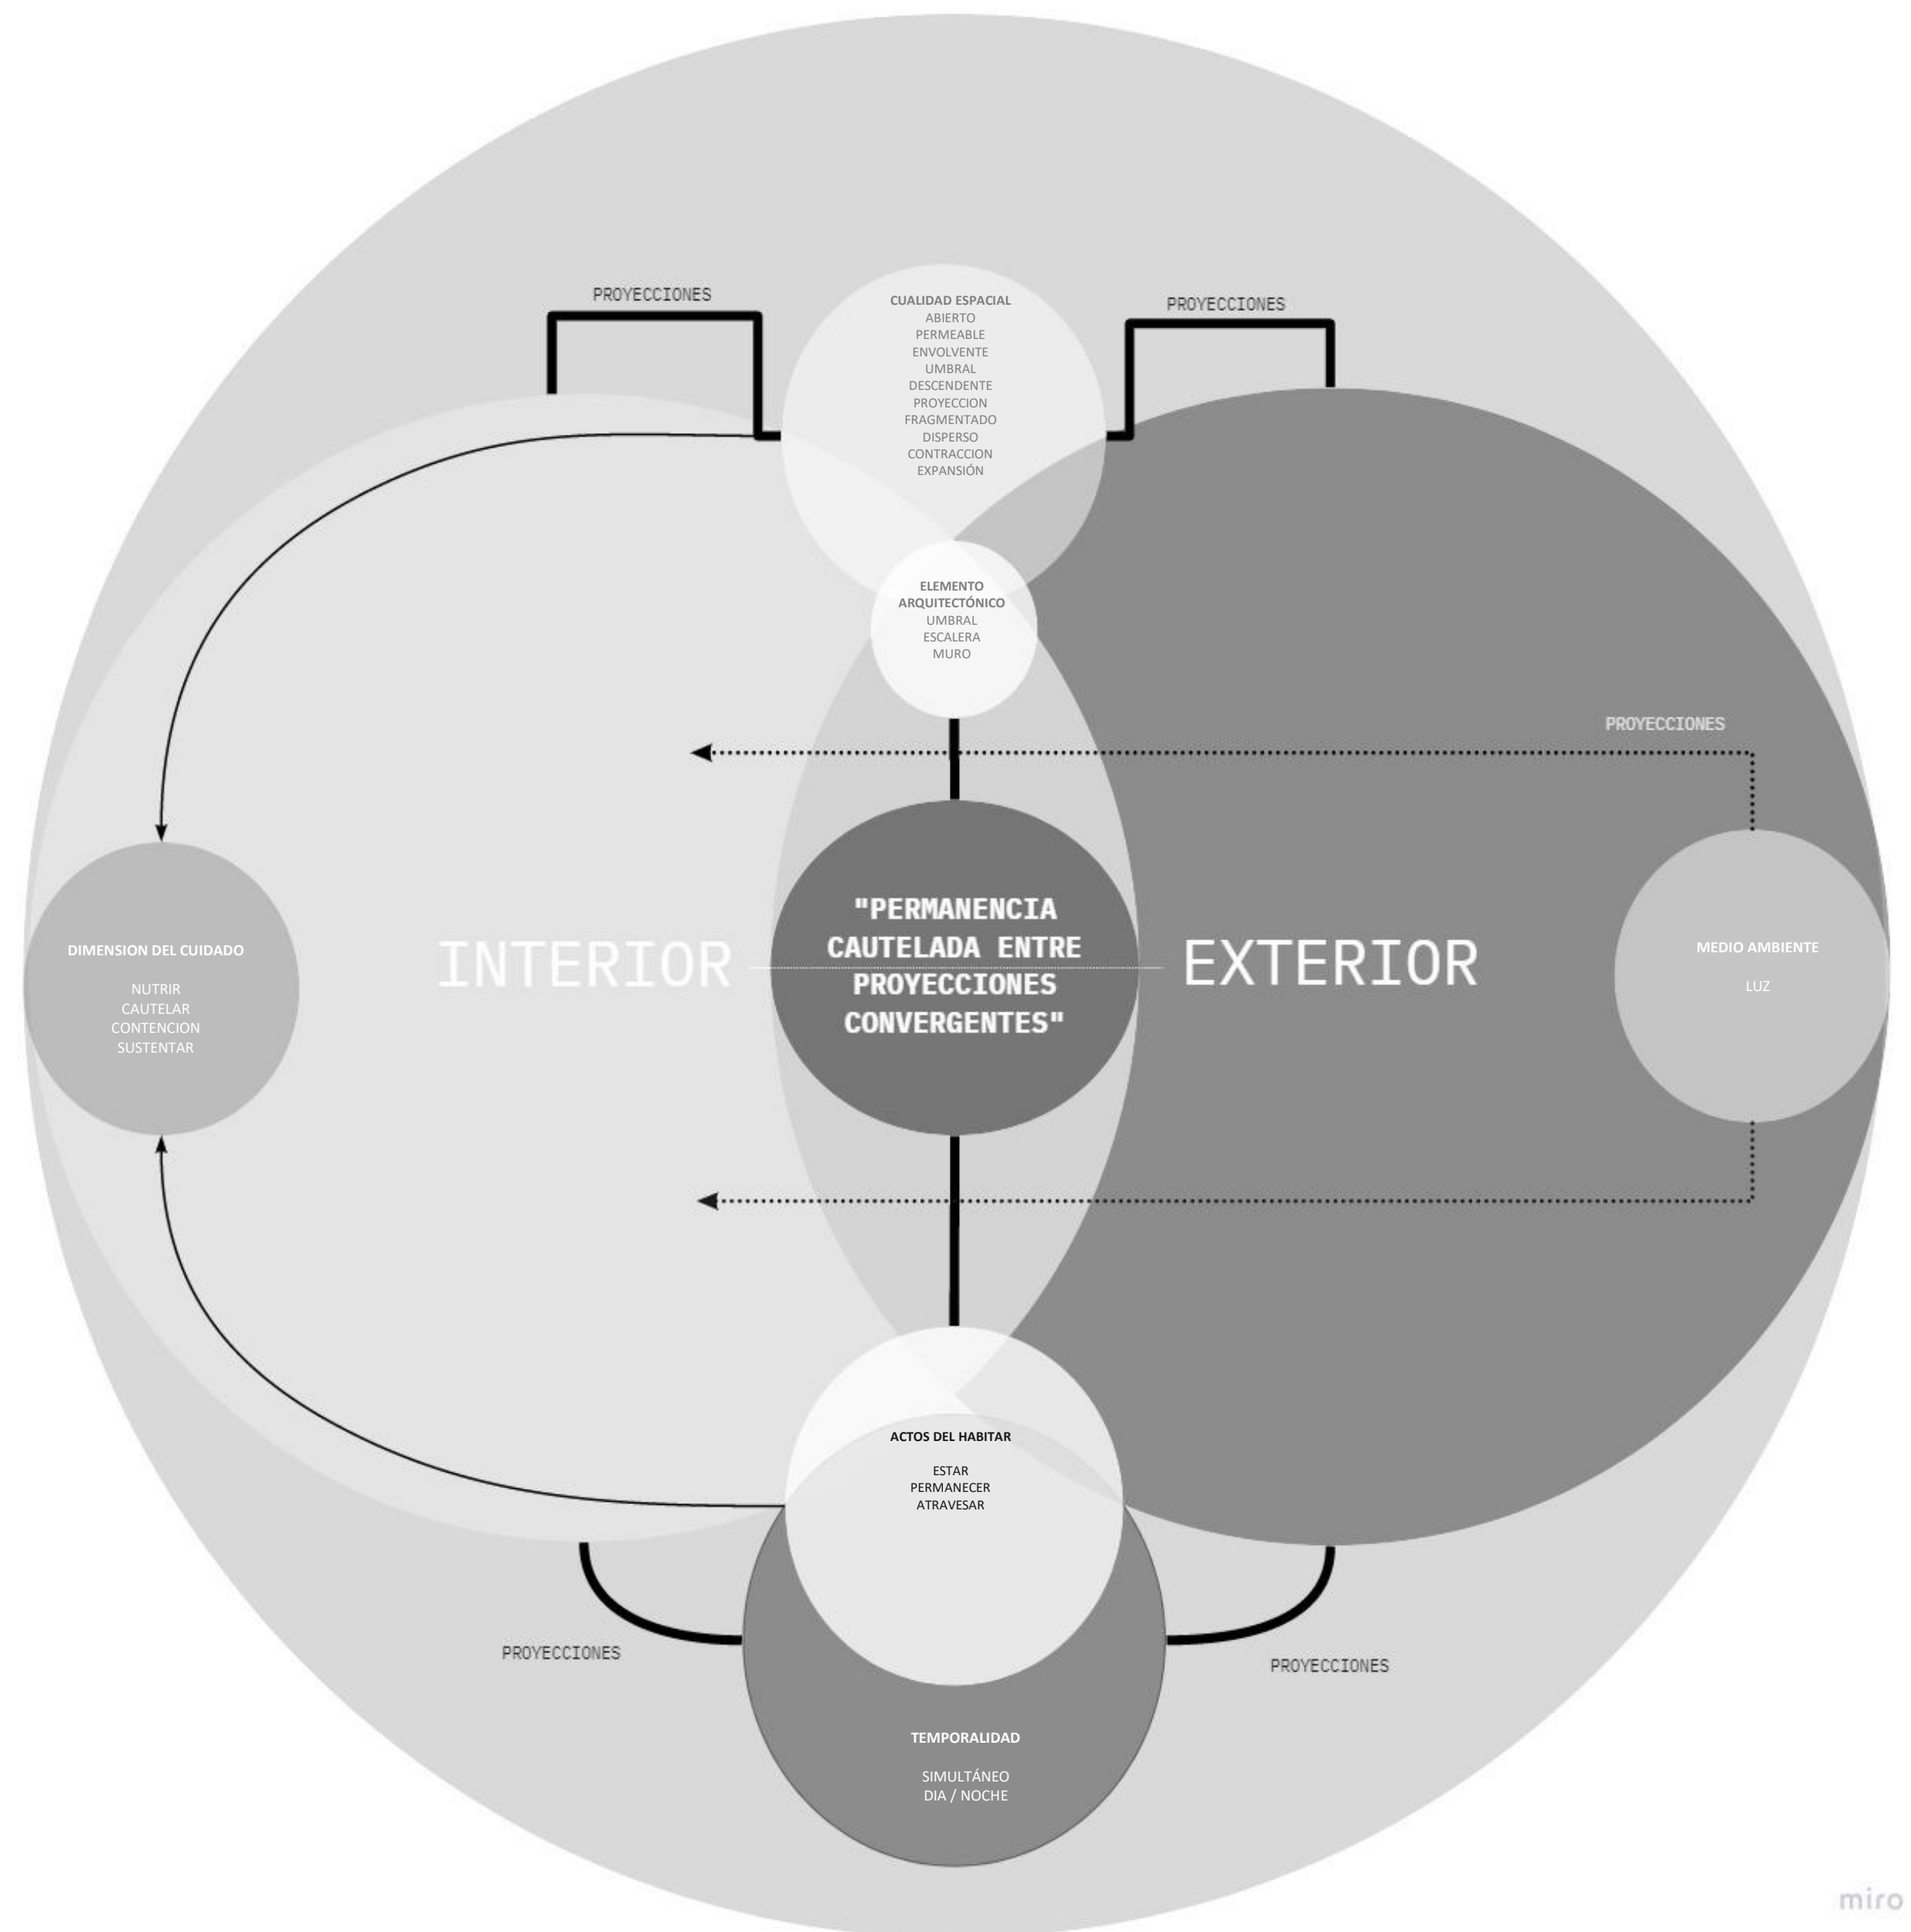 PROYECCIONES
PROYECCIONES
CUALIDAD ESPACIAL
ABIERTO
PERMEABLE
ENVOLVENTE
UMBRAL
DESCENDENTE
PROYECCION
FRAGMENTADO
DISPERSO
CONTRACCION
EXPANSIÓN
ELEMENTO
ARQUITECTÓNICO
UMBRAL
ESCALERA
MURO
PROYECCIONES
DIMENSION DEL CUIDADO
NUTRIR
CAUTELAR
CONTENCION
SUSTENTAR
INTERIOR
"PERMANENCIA
CAUTELADA ENTRE
PROYECCIONES
CONVERGENTES"
EXTERIOR
MEDIO AMBIENTE
LUZ
ACTOS DEL HABITAR
ESTAR
PERMANECER
ATRAVESAR
PROYECCIONES
PROYECCIONES
TEMPORALIDAD
SIMULTÁNEO
DIA / NOCHE
miro